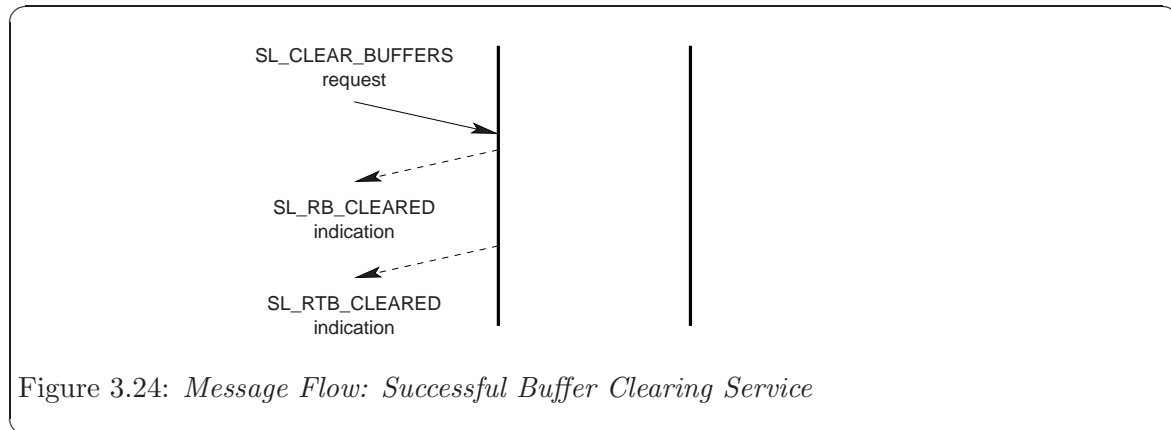 SL_CLEAR_BUFFERS
request
SL_RB_CLEARED
indication
SL_RTB_CLEARED
indication
Figure 3.24: Message Flow: Successful Buffer Clearing Service